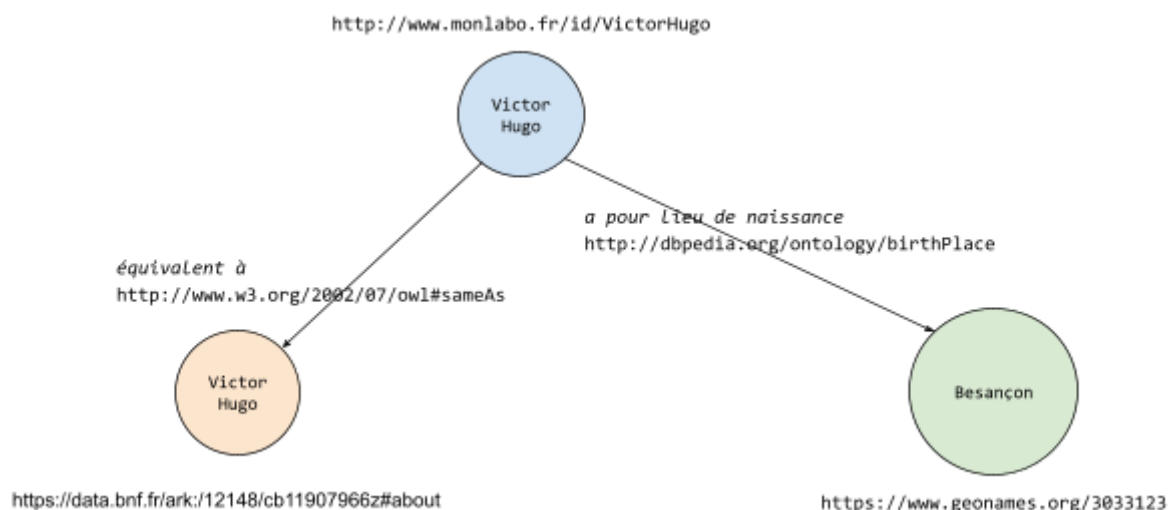 http://www.monlabo.fr/id/VictorHugo
Victor
Hugo
a pour lieu de naissance
http://dbpedia.org/ontology/birthPlace
équivalent à
http://www.w3.org/2002/07/owl#sameAs
Victor
Hugo
Besançon
https://data.bnf.fr/ark:/12148/cb11907966z#about
https://www.geonames.org/3033123